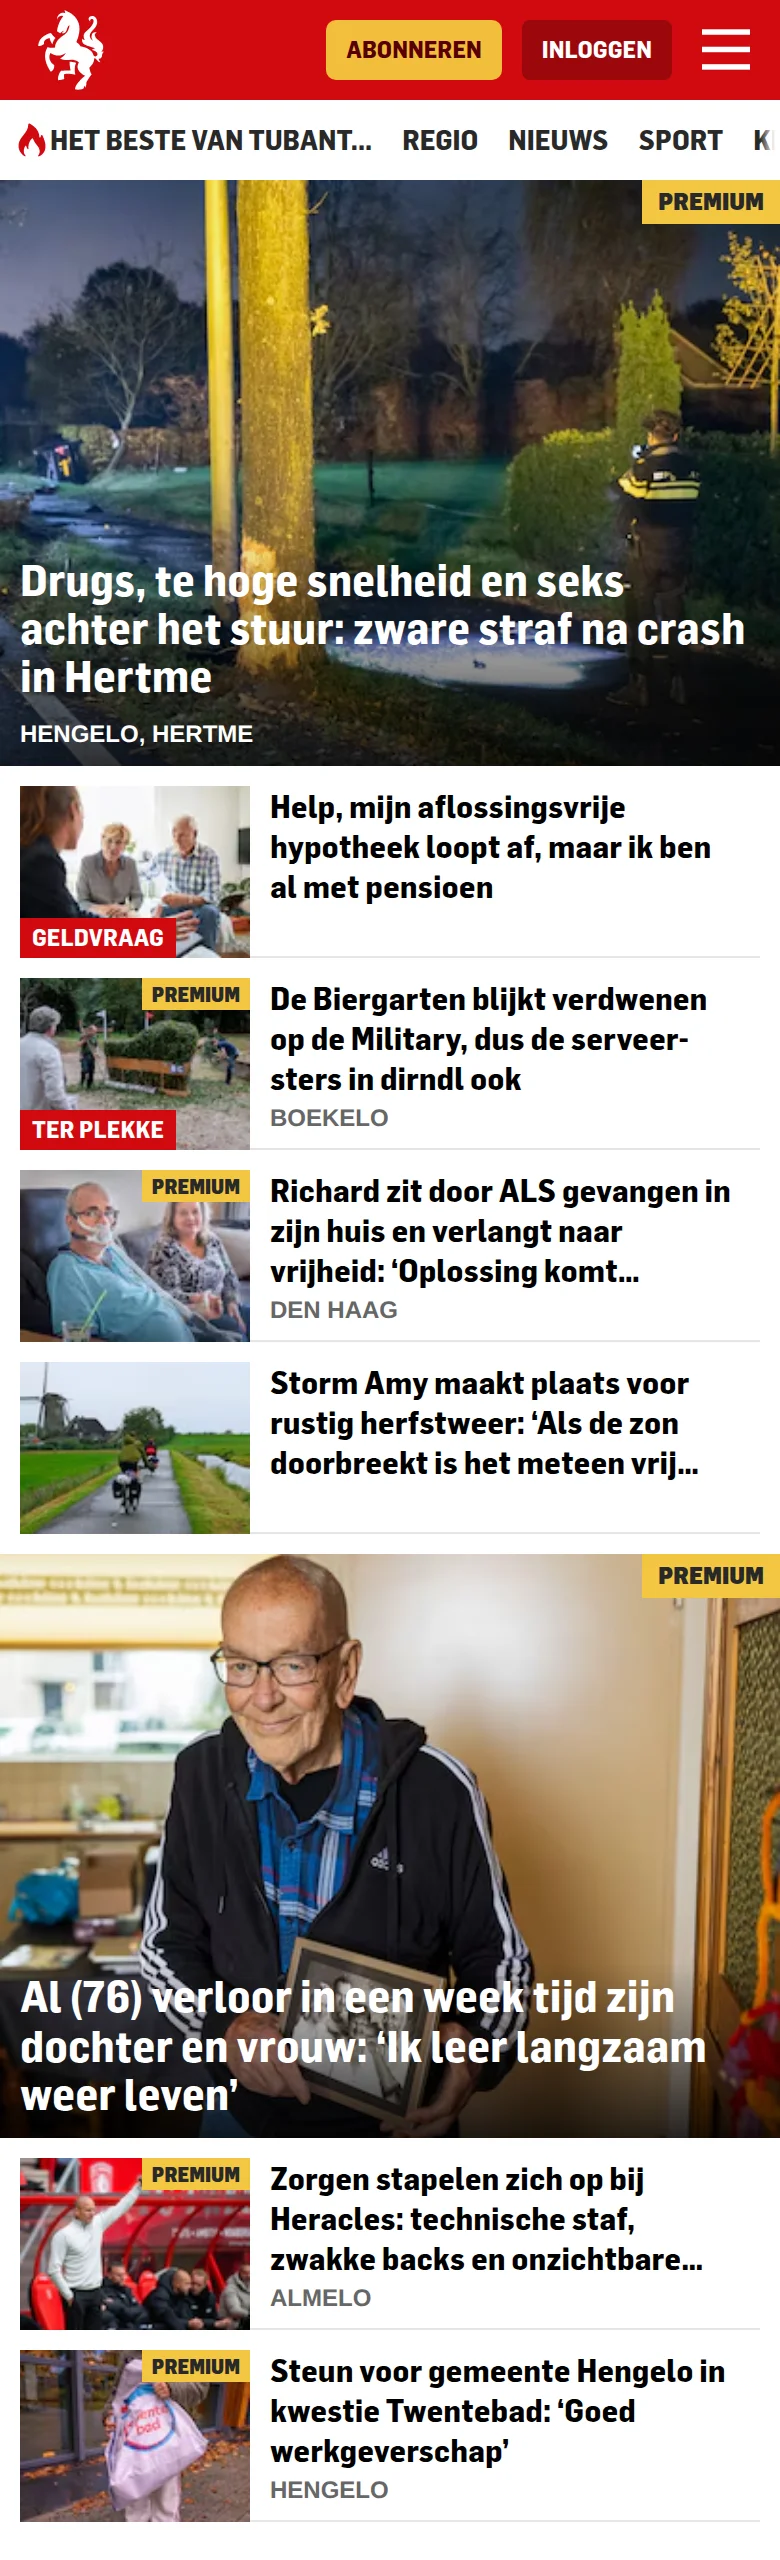 ABONNEREN
INLOGGEN
HET BESTE VAN TUBANT...
REGIO
NIEUWS
SPORT
PREMIUM
Drugs, te hoge snelheid en seks
achter het stuur: zware straf na crash
in Hertme
HENGELO, HERTME
Help, mijn aflossingsvrije
hypotheek loopt af, maar ik ben
al met pensioen
GELDVRAAG
PREMIUM
De Biergarten blijkt verdwenen
op de Military, dus de serveer-
sters in dirndl ook
BOEKELO
TER PLEKKE
PREMIUM
Richard zit door ALS gevangen in
zijn huis en verlangt naar
vrijheid: ‘Oplossing komt...
DEN HAAG
Storm Amy maakt plaats voor
rustig herfstweer: ‘Als de zon
doorbreekt is het meteen vrij...
PREMIUM
adidas
Al (76) verloor in een week tijd zijn
dochter en vrouw: ‘Ik leer langzaam
weer leven’
PREMIUM
Zorgen stapelen zich op bij
Heracles: technische staf,
zwakke backs en onzichtbare...
ALMELO
PREMIUM
Steun voor gemeente Hengelo in
kwestie Twentebad: ‘Goed
werkgeverschap’
HENGELO